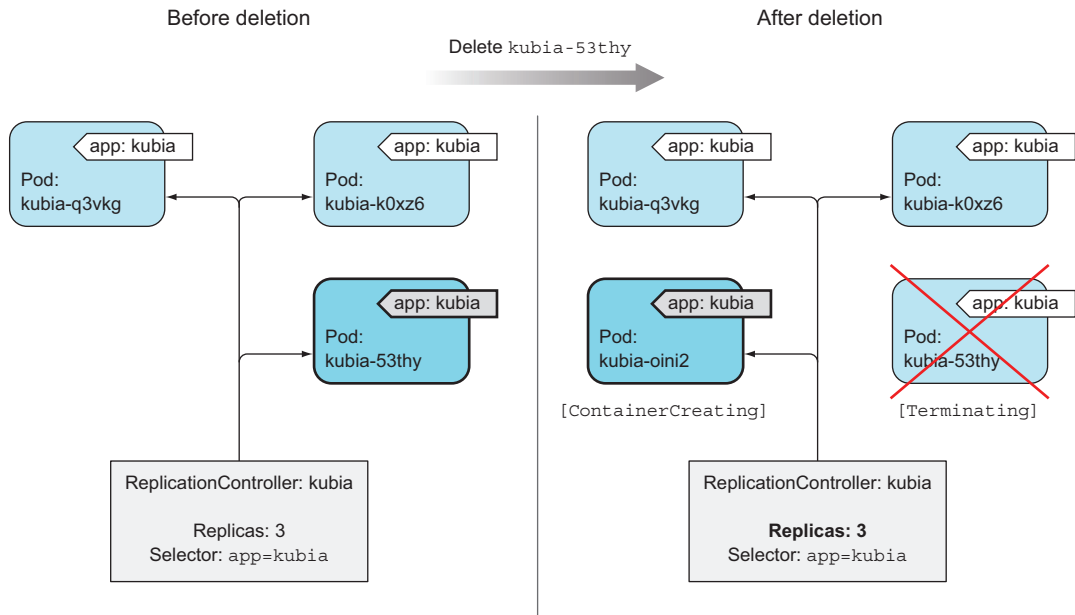 Before deletion
After deletion
Delete kubia-53thy
app: kubia
Pod:
kubia-q3vkg
app: kubia
Pod:
kubia-k0xz6
app: kubia
Pod:
kubia-53thy
ReplicationController: kubia
Replicas: 3
Selector: app=kubia
app: kubia
Pod:
kubia-q3vkg
app: kubia
Pod:
kubia-k0xz6
app: kubia
Pod:
kubia-oini2
[ContainerCreating]
app: kubia
Pod:
kubia-53thy
[Terminating]
ReplicationController: kubia
Replicas: 3
Selector: app=kubia